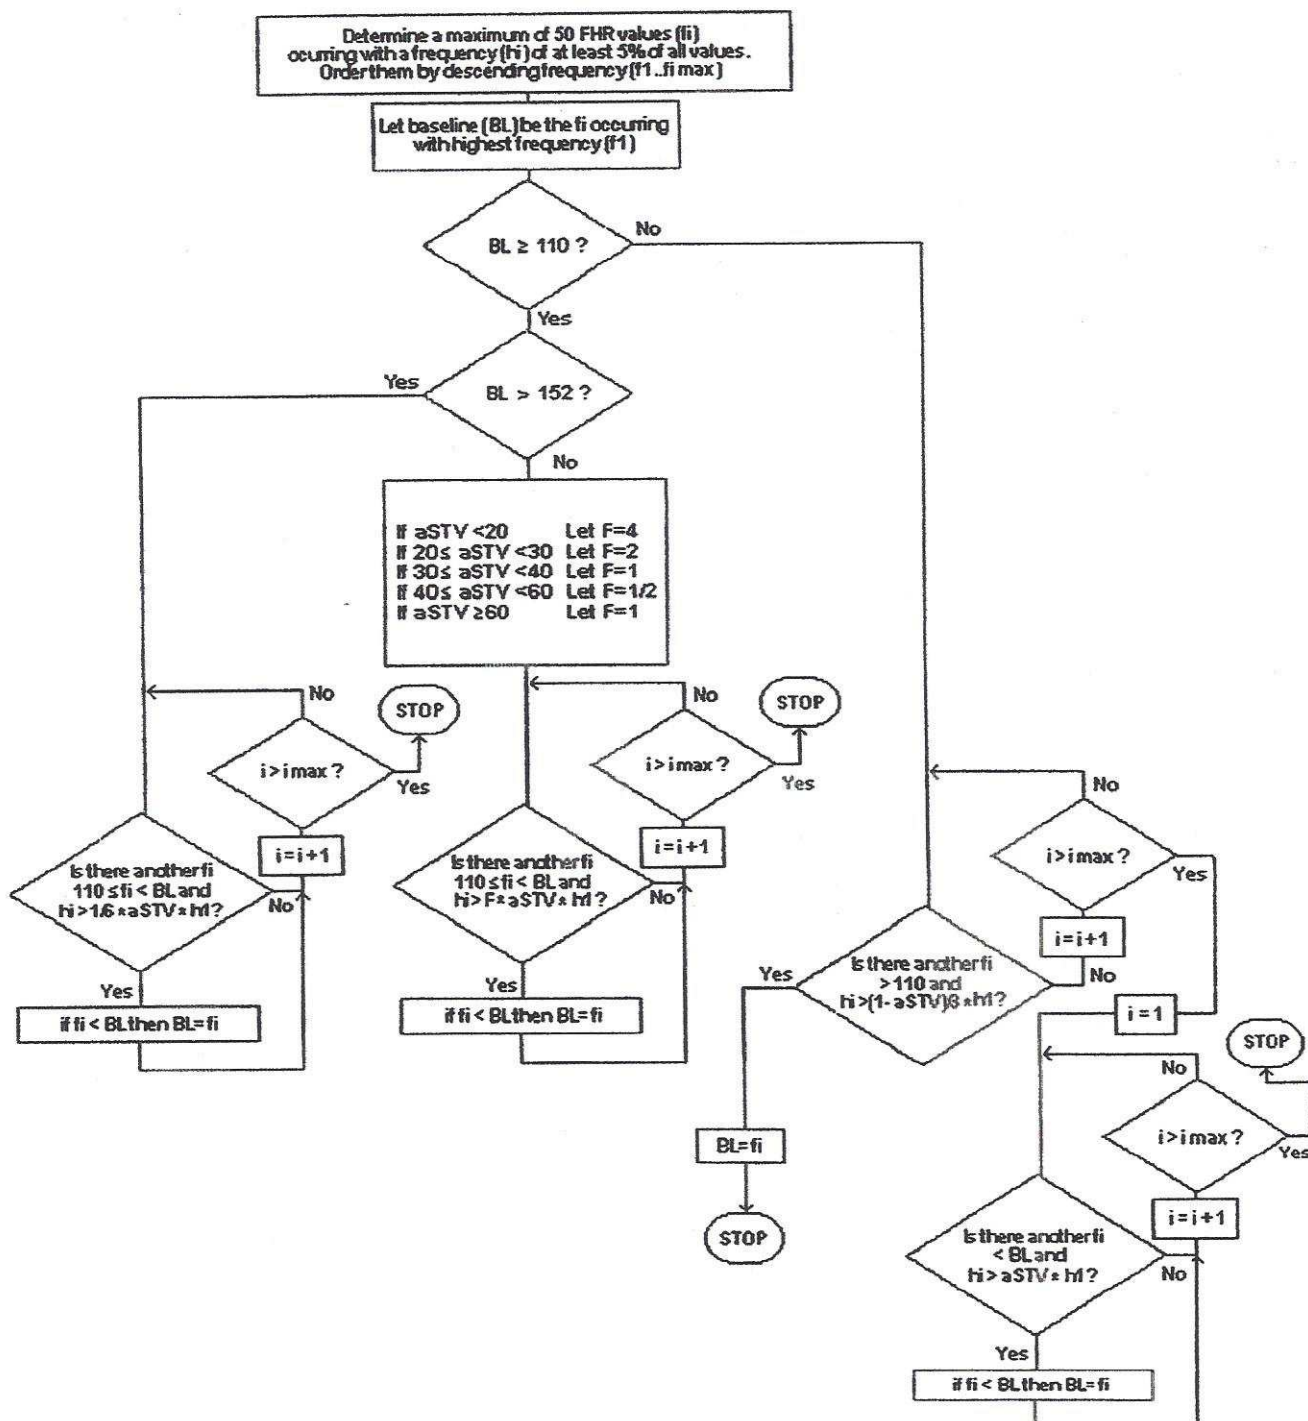 Determine a maximum of 50 FHR values (fi)
ocurring with a frequency (hi) of at least 5% of all values.
Order them by descending frequency (f1..fi max)
Let baseline (BL) be the fi occurring
with highest frequency (f1)
BL ≥ 110 ?
No
Yes
BL > 152 ?
Yes
No
If aSTV <20 Let F=4
If 20≤ aSTV <30 Let F=2
If 30≤ aSTV <40 Let F=1
If 40≤ aSTV <60 Let F=1/2
If aSTV ≥60 Let F=1
No
STOP
i>imax ?
Yes
i=i+1
Is there another fi
110 ≤fi < BL and
hi>1.6*aSTV*h1?
No
Yes
if fi < BL then BL=fi
No
STOP
i>imax ?
Yes
i=i+1
Is there another fi
110 ≤fi < BL and
hi>F*aSTV*h1?
No
Yes
if fi < BL then BL=fi
No
i>imax ?
Yes
i=i+1
Is there another fi
>110 and
hi>(1-aSTV)/3*h1?
No
Yes
BL=fi
STOP
i=1
No
STOP
i>imax ?
Yes
i=i+1
Is there another fi
< BL and
hi>aSTV*h1?
No
Yes
if fi < BL then BL=fi